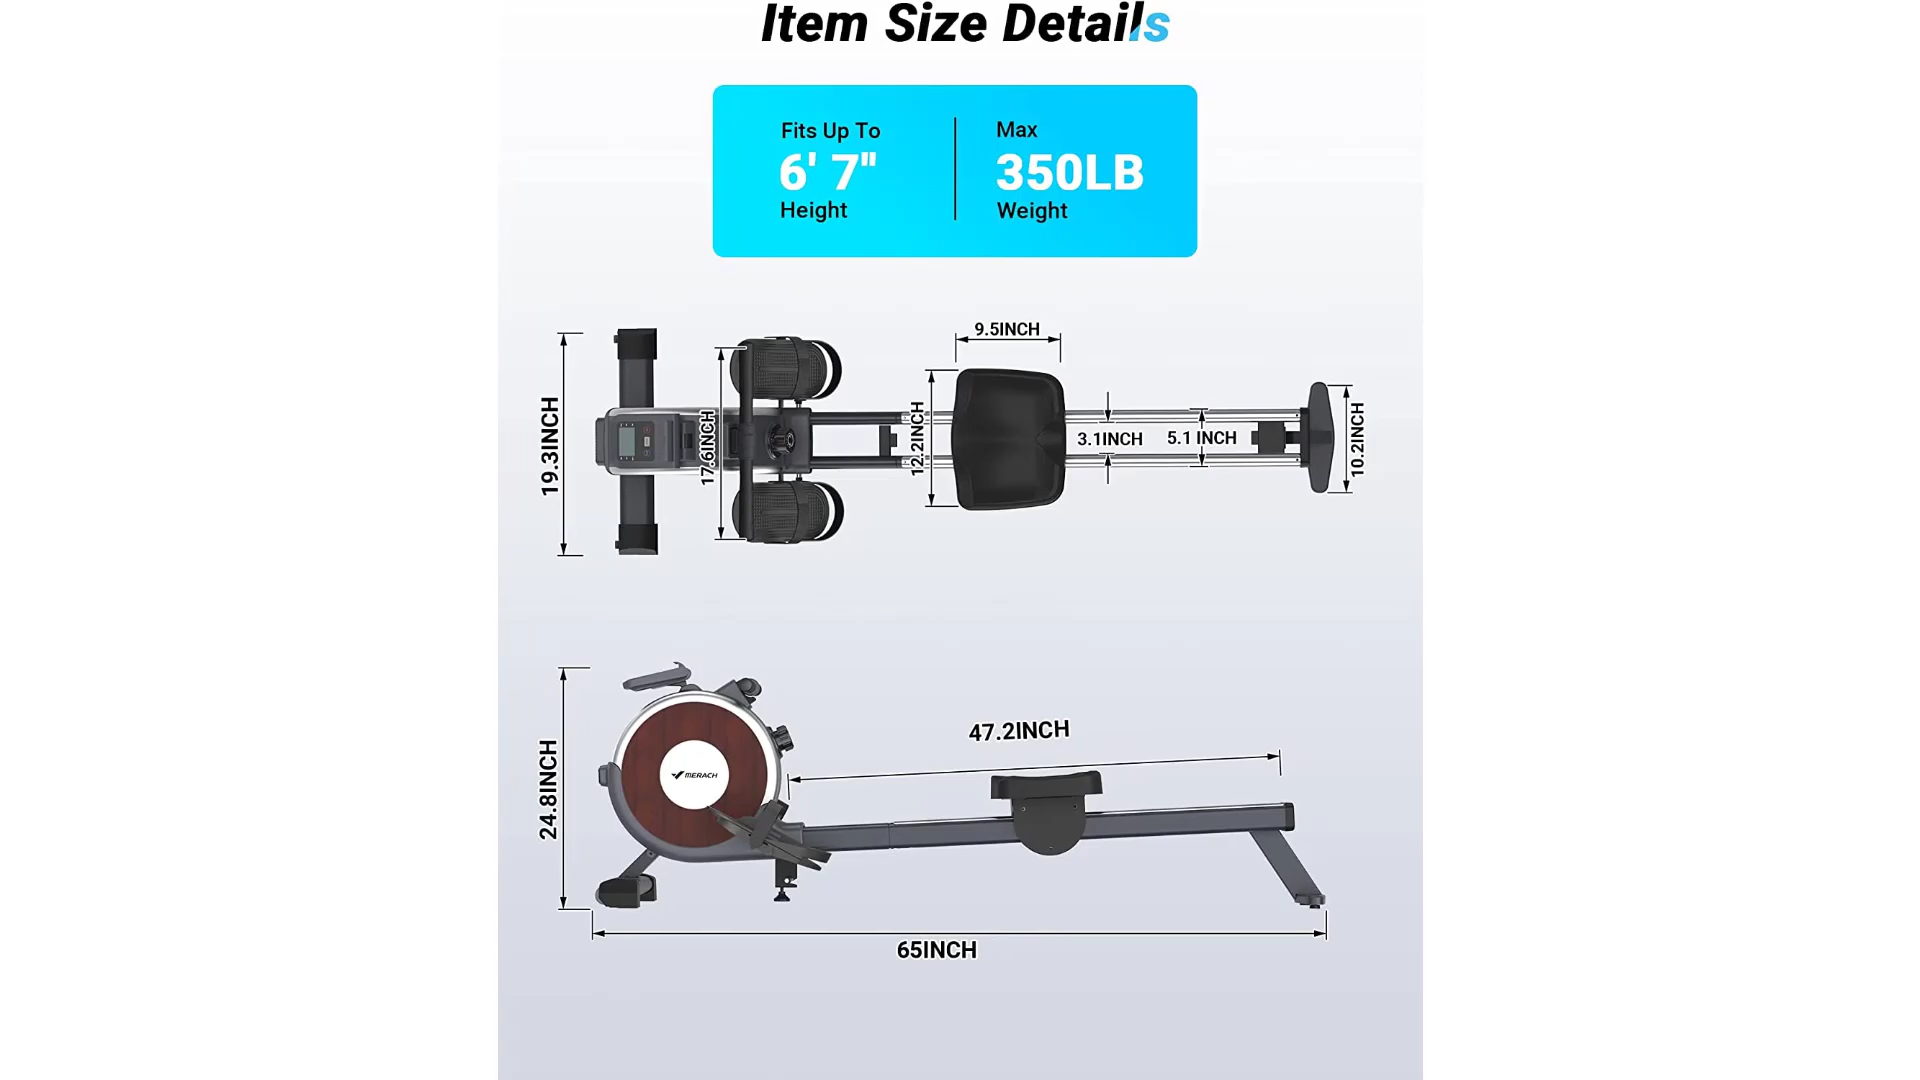 Item Size Details
Fits Up To
6' 7"
Height
Max
350LB
Weight
9.5INCH
19.3INCH
17.6INCH
12.2INCH
3.1INCH
5.1 INCH
10.2INCH
47.2INCH
24.8INCH
MERACH
65INCH